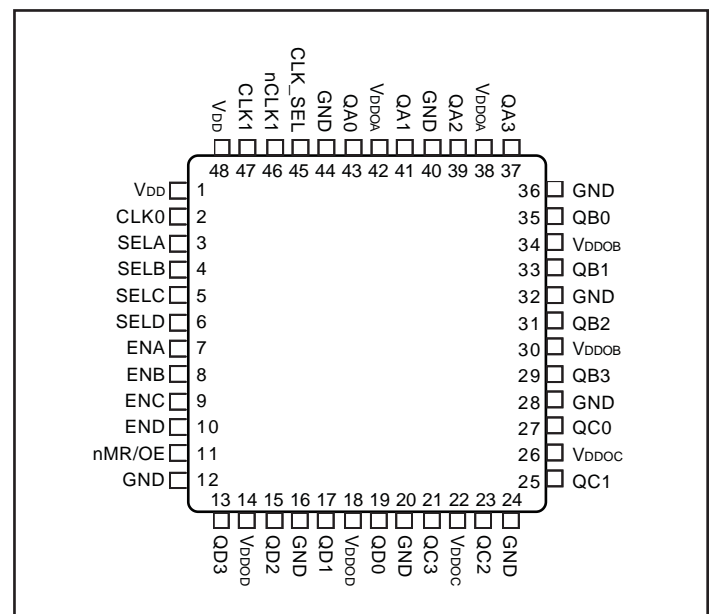 VDD CLK1 nCLK1 CLK_SEL GND QA0 VDDOA QA1 GND QA2 VDDOA QA3
48 47 46 45 44 43 42 41 40 39 38 37
VDD 1
CLK0 2
SELA 3
SELB 4
SELC 5
SELD 6
ENA 7
ENB 8
ENC 9
END 10
nMR/OE 11
GND 12
36 GND
35 QB0
34 VDDOB
33 QB1
32 GND
31 QB2
30 VDDOB
29 QB3
28 GND
27 QC0
26 VDDOC
25 QC1
13 14 15 16 17 18 19 20 21 22 23 24
QD3 VDDOD QD2 GND QD1 VDDOD QD0 GND QC3 VDDOC QC2 GND